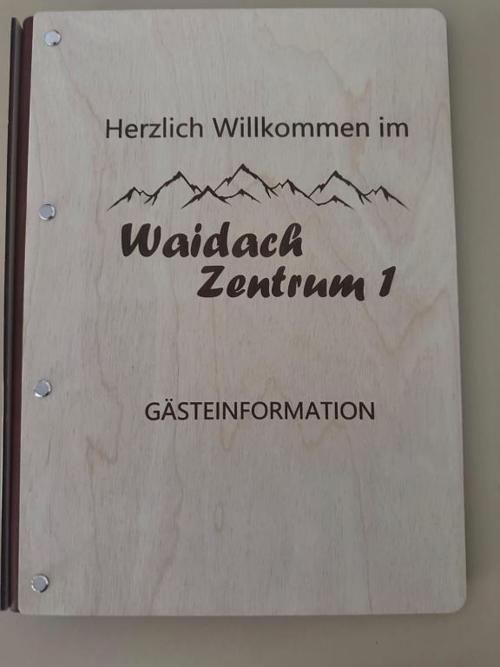 Herzlich Willkommen im
Waidach
Zentrum 1
GÄSTEINFORMATION